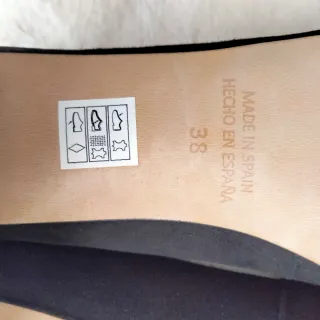 MADE IN SPAIN
HECHO EN ESPAÑA
38